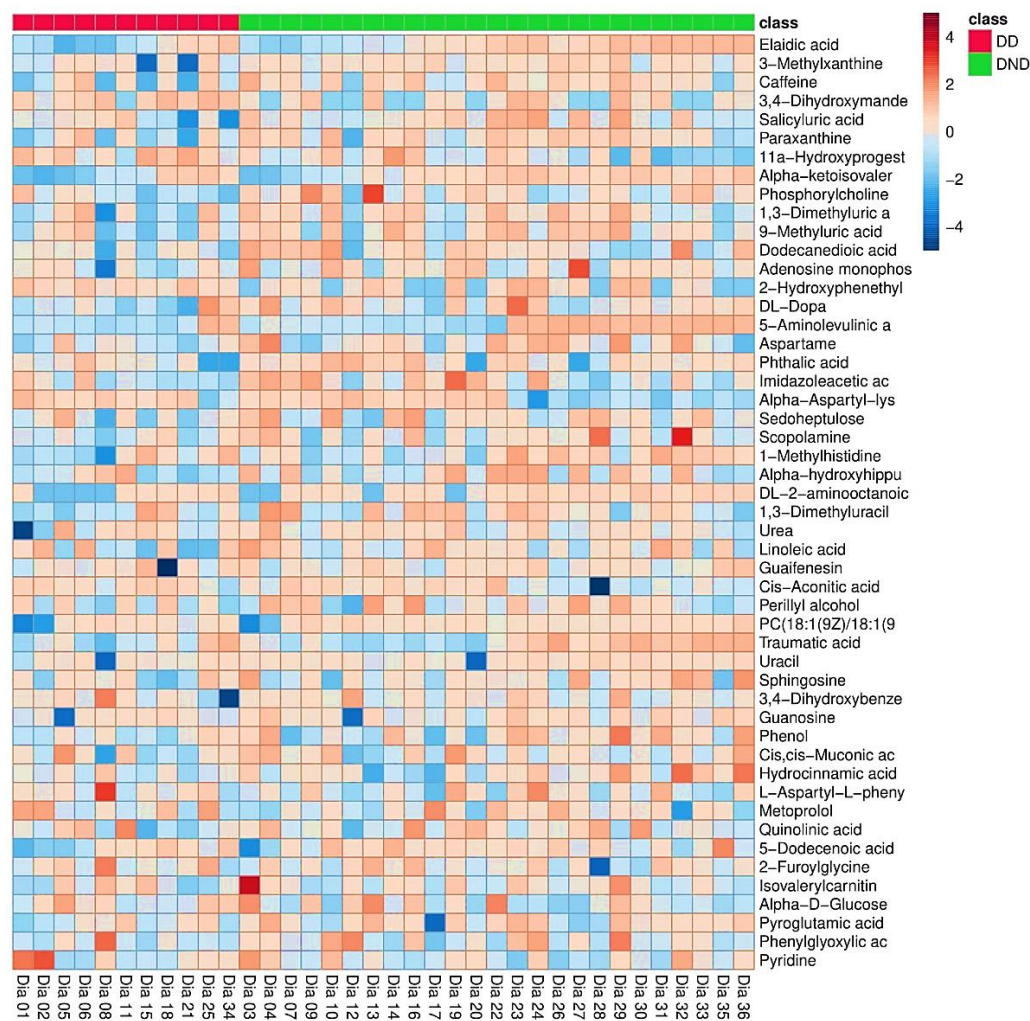 class
Elaidic acid
3-Methylxanthine
Caffeine
3,4-Dihydroxymande
Salicyluric acid
Paraxanthine
11a-Hydroxyprogest
Alpha-ketoisovaler
Phosphorylcholine
1,3-Dimethyluric a
9-Methyluric acid
Dodecanedioic acid
Adenosine monophos
2-Hydroxyphenethyl
DL-Dopa
5-Aminolevulinic a
Aspartame
Phthalic acid
Imidazoleacetic ac
Alpha-Aspartyl-lys
Sedoheptulose
Scopolamine
1-Methylhistidine
Alpha-hydroxyhippu
DL-2-aminooctanoic
1,3-Dimethyluracil
Urea
Linoleic acid
Guaifenesin
Cis-Aconitic acid
Perillyl alcohol
PC(18:1(9Z)/18:1(9
Traumatic acid
Uracil
Sphingosine
3,4-Dihydroxybenze
Guanosine
Phenol
Cis,cis-Muconic ac
Hydrocinnamic acid
L-Aspartyl-L-pheny
Metoprolol
Quinolinic acid
5-Dodecenoic acid
2-Furoylglycine
Isovalerylcarnitin
Alpha-D-Glucose
Pyroglutamic acid
Phenylglyoxylic ac
Pyridine
4
2
0
-2
-4
class
DD
DND
Dia 01
Dia 02
Dia 05
Dia 06
Dia 08
Dia 11
Dia 15
Dia 18
Dia 21
Dia 25
Dia 34
Dia 03
Dia 04
Dia 07
Dia 09
Dia 10
Dia 12
Dia 13
Dia 14
Dia 16
Dia 17
Dia 19
Dia 20
Dia 22
Dia 23
Dia 24
Dia 26
Dia 27
Dia 28
Dia 29
Dia 30
Dia 31
Dia 32
Dia 33
Dia 35
Dia 36